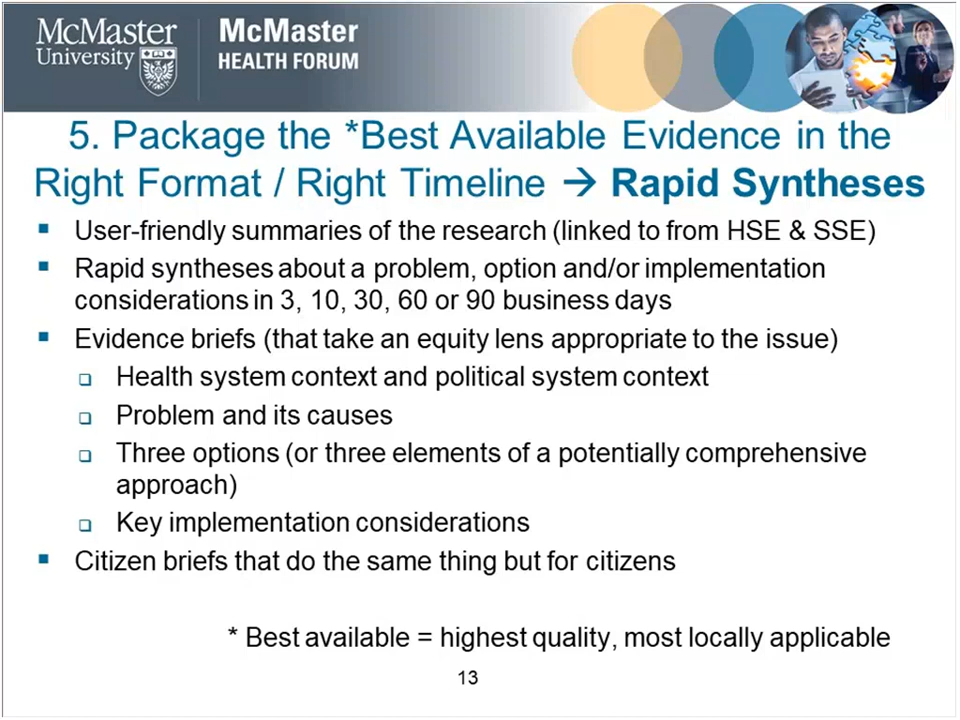 McMaster
University
McMaster
HEALTH FORUM
5. Package the *Best Available Evidence in the
Right Format / Right Timeline → Rapid Syntheses
▪ User-friendly summaries of the research (linked to from HSE & SSE)
▪ Rapid syntheses about a problem, option and/or implementation
considerations in 3, 10, 30, 60 or 90 business days
▪ Evidence briefs (that take an equity lens appropriate to the issue)
❑ Health system context and political system context
❑ Problem and its causes
❑ Three options (or three elements of a potentially comprehensive
approach)
❑ Key implementation considerations
▪ Citizen briefs that do the same thing but for citizens
* Best available = highest quality, most locally applicable
13